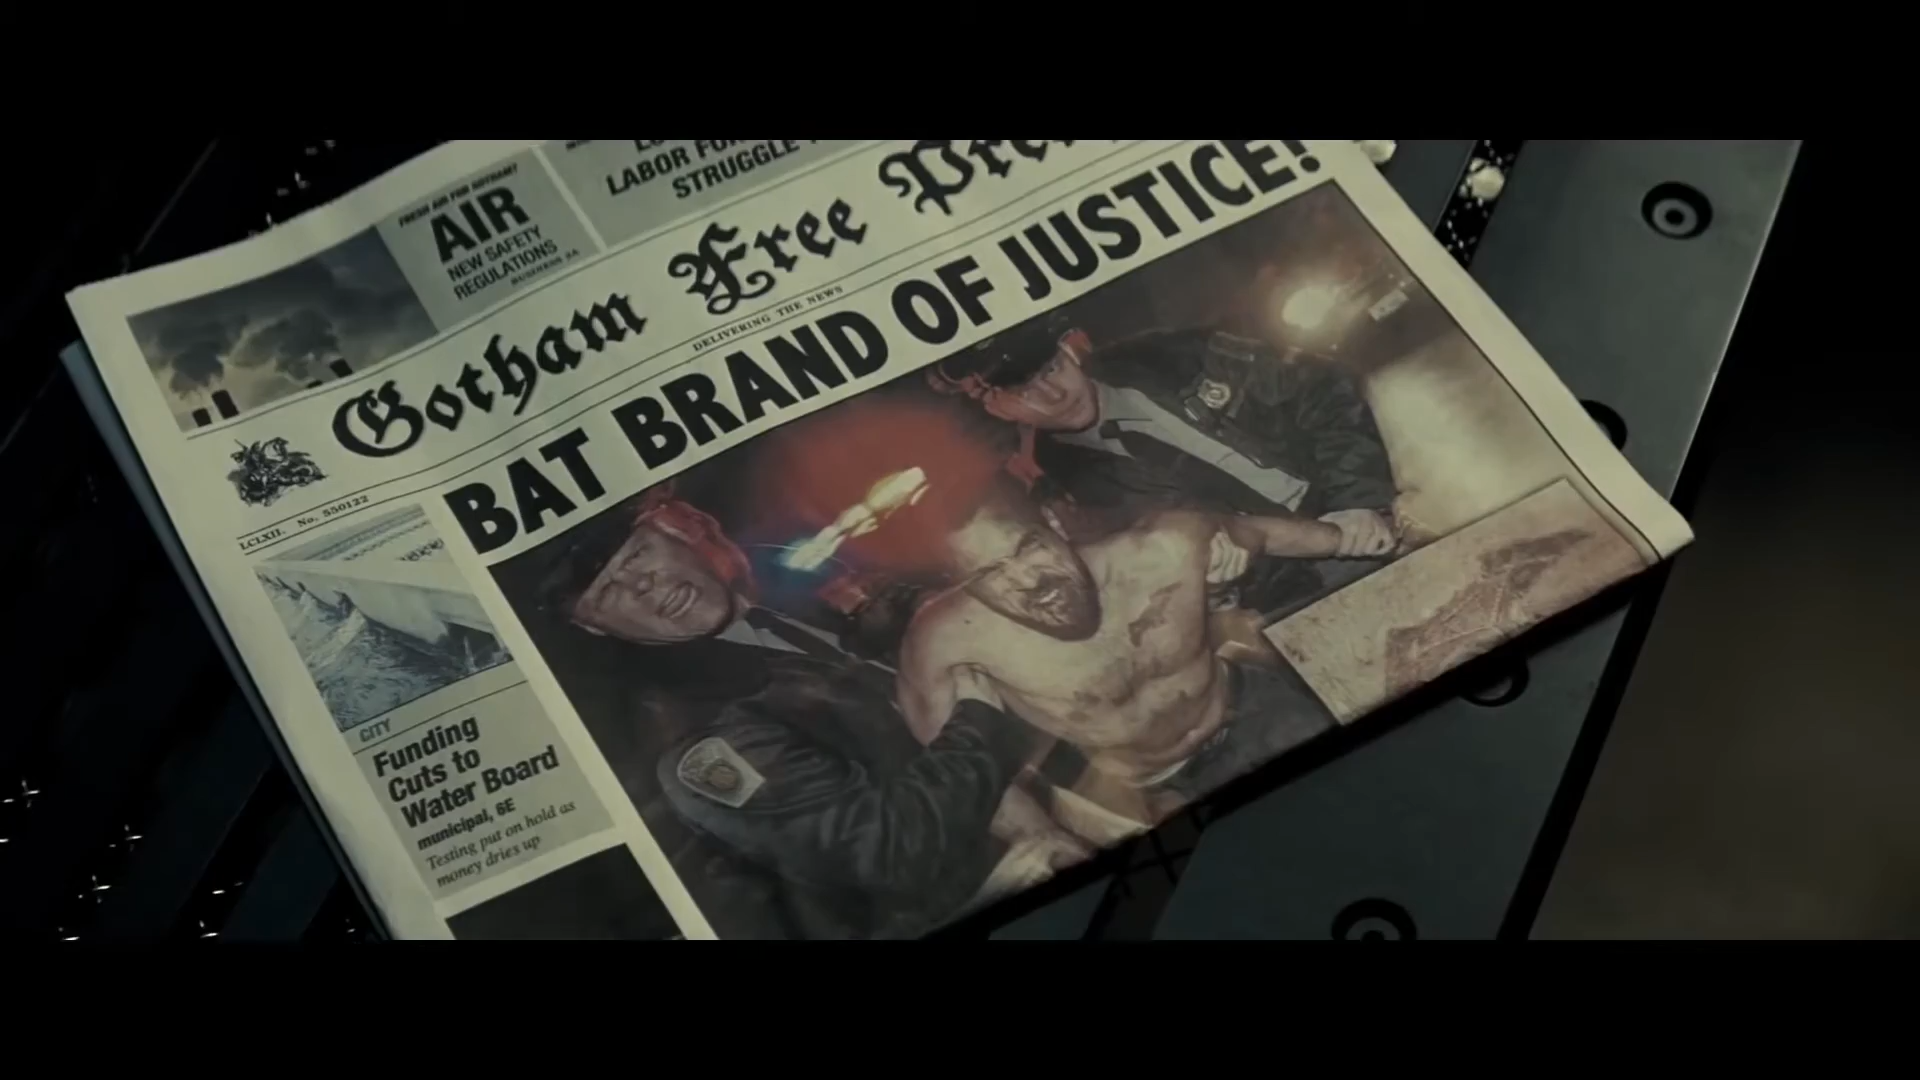 FRESH AIR FOR GOTHAM?
AIR
NEW SAFETY
REGULATIONS
BUSINESS 2A
LABOR
STRUGGLE
Gotham Free
DELIVERING THE NEWS
LCLXII. No. 550122
BAT BRAND OF JUSTICE!
CITY
Funding
Cuts to
Water Board
municipal, 6E
Testing put on hold as
money dries up